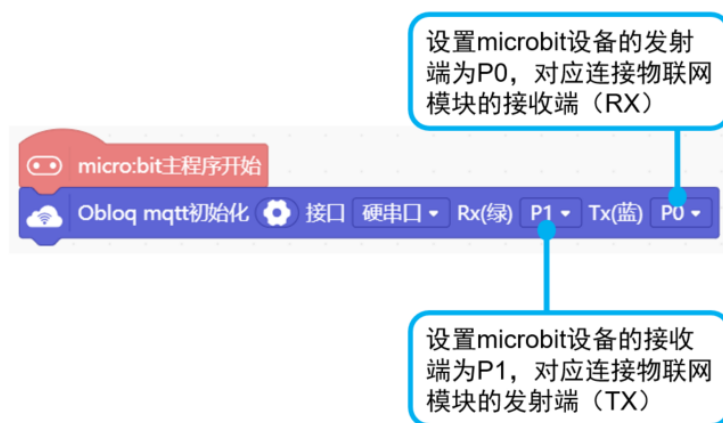 设置microbit设备的发射
端为P0，对应连接物联网
模块的接收端（RX）
micro:bit主程序开始
Obloq mqtt初始化 接口 硬串口 Rx(绿) P1 Tx(蓝) P0
设置microbit设备的接收
端为P1，对应连接物联网
模块的发射端（TX）